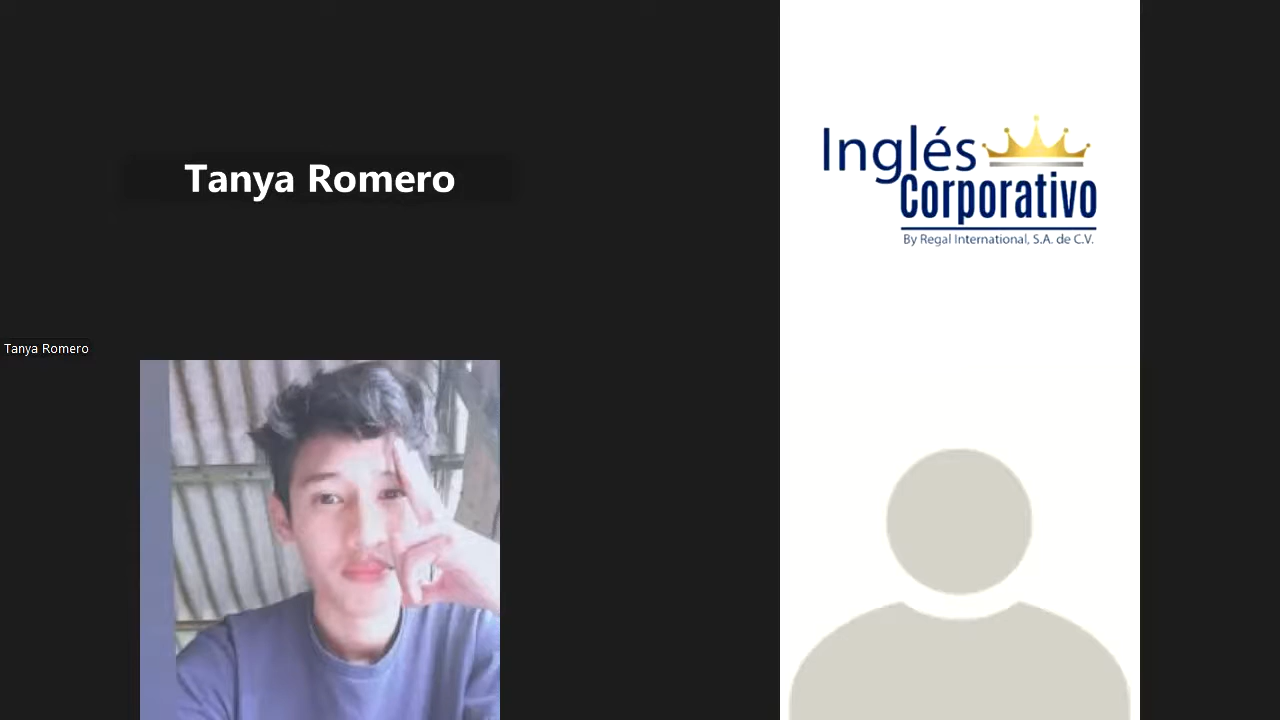 Tanya Romero
Inglés
Corporativo
By Regal International, S.A. de C.V.
Tanya Romero